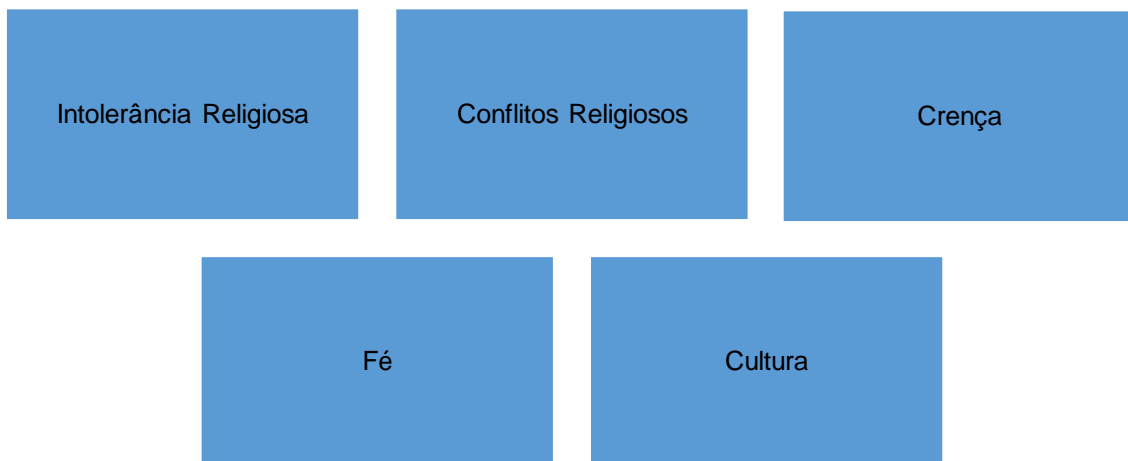 Intolerância Religiosa
Conflitos Religiosos
Crença
Fé
Cultura